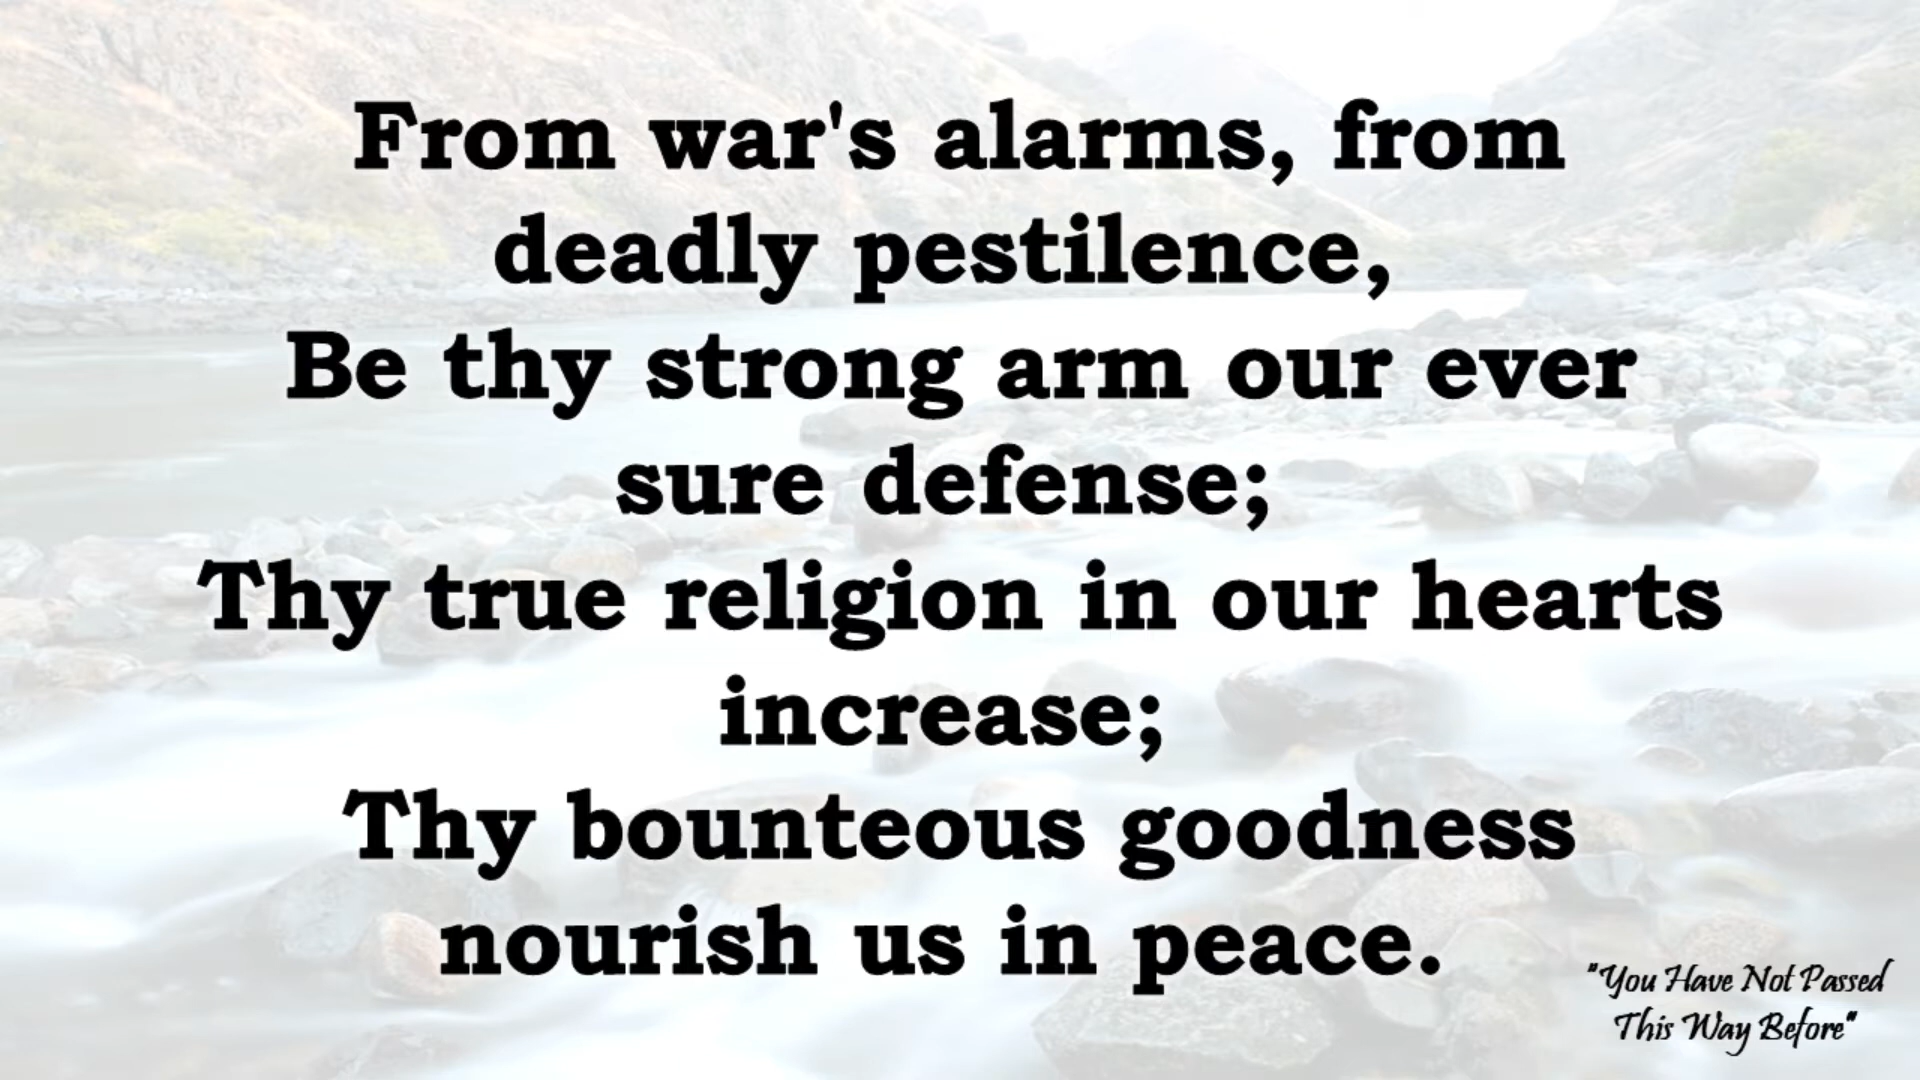 From war's alarms, from
deadly pestilence,
Be thy strong arm our ever
sure defense;
Thy true religion in our hearts
increase;
Thy bounteous goodness
nourish us in peace.
"You Have Not Passed
This Way Before"